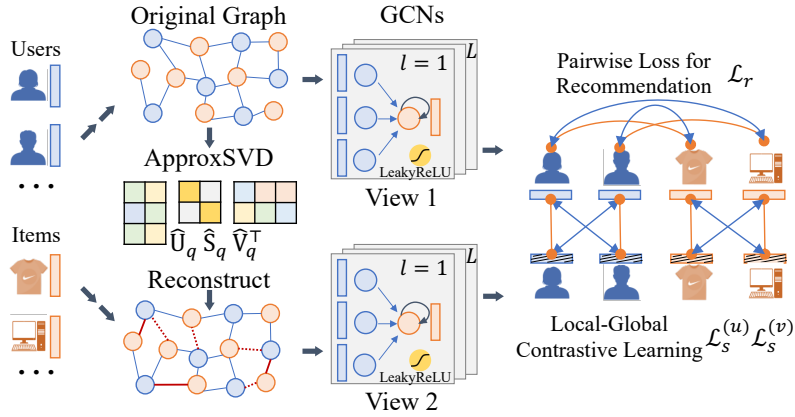 Original Graph
GCNs
Users
l = 1
L
LeakyReLU
View 1
Pairwise Loss for
Recommendation
ℒ_r
ApproxSVD
Û_q Ŝ_q V̂_q^⊤
Items
Reconstruct
l = 1
L
LeakyReLU
View 2
Local-Global
Contrastive Learning
ℒ_s^(u) ℒ_s^(v)